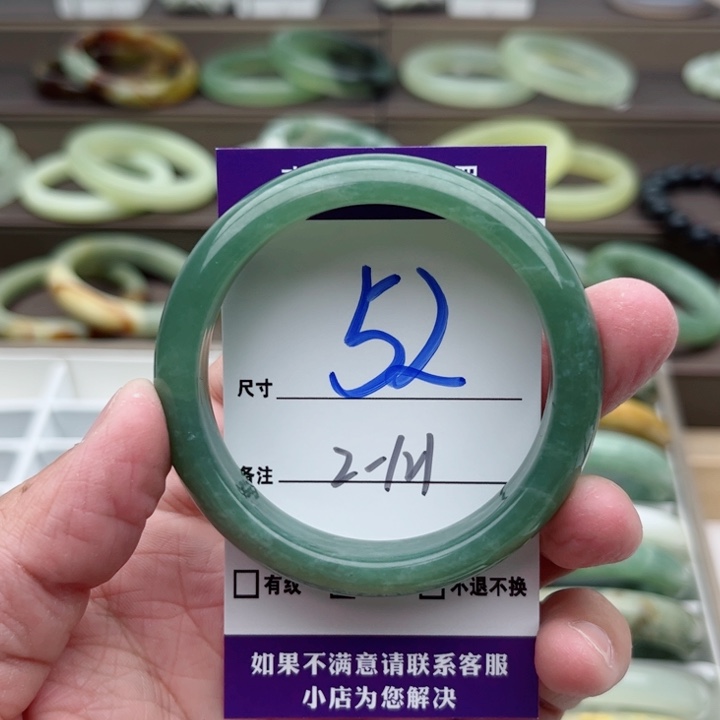 52
尺寸
备注 2-121
有纹 不退不换
如果不满意请联系客服
小店为您解决